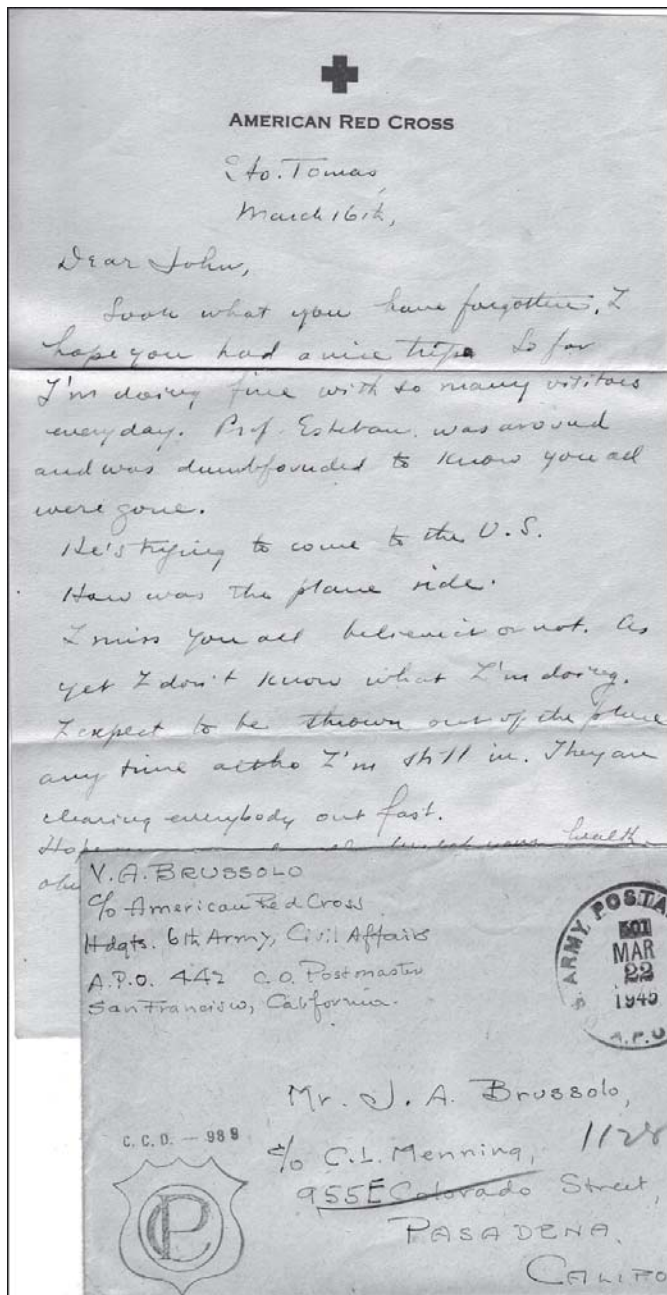 AMERICAN RED CROSS
Sto. Tomas,
March 16th,
Dear John,
Look what you have forgotten. I
hope you had a nice trip. So far
I'm doing fine with so many visitors
everyday. Prof. Esteban, was around
and was dumbfounded to know you all
were gone.
He's trying to come to the U.S.
How was the plane ride.
I miss you all believe it or not. As
yet I don't know what I'm doing.
I expect to be thrown out of the place
any time altho I'm still in. They are
clearing everybody out fast.
Hope health
V. A. BRUSSOLO
c/o American Red Cross
Hdqts. 6th Army, Civil Affairs
A.P.O. 442 C.O. Postmaster
San Francisco, California.
ARMY POSTA
MAR
22
1945
A.P.O
Mr. J. A. Brussolo,
c/o C.L. Menning, 1128
955 E Colorado Street,
PASADENA.
CALIFO
C.C.D. - 988
CP